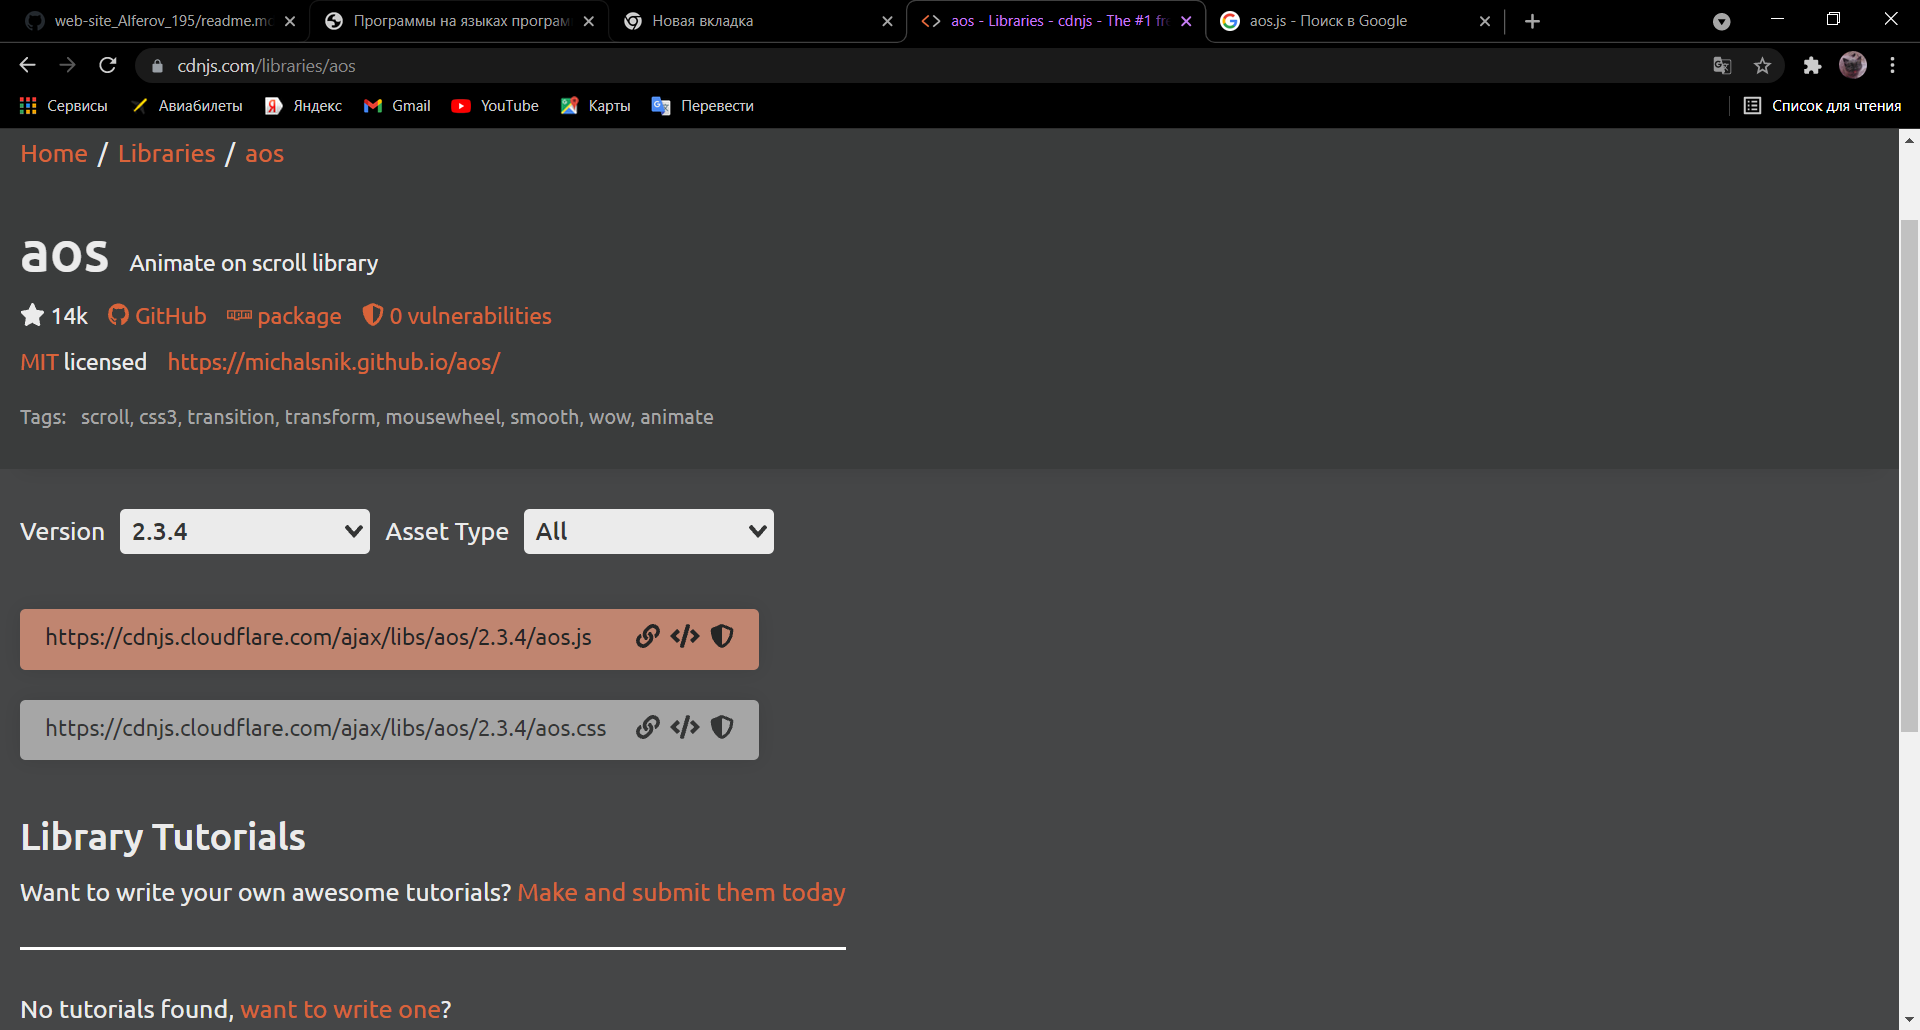 web-site_Alferov_195/readme.mc
Программы на языках програм
Новая вкладка
aos - Libraries - cdnjs - The #1 fr
aos.js - Поиск в Google
cdnjs.com/libraries/aos
Сервисы
Авиабилеты
Яндекс
Gmail
YouTube
Карты
Перевести
Список для чтения
Home / Libraries / aos
aos Animate on scroll library
14k GitHub package 0 vulnerabilities
MIT licensed https://michalsnik.github.io/aos/
Tags: scroll, css3, transition, transform, mousewheel, smooth, wow, animate
Version 2.3.4 Asset Type All
https://cdnjs.cloudflare.com/ajax/libs/aos/2.3.4/aos.js
https://cdnjs.cloudflare.com/ajax/libs/aos/2.3.4/aos.css
Library Tutorials
Want to write your own awesome tutorials? Make and submit them today
No tutorials found, want to write one?